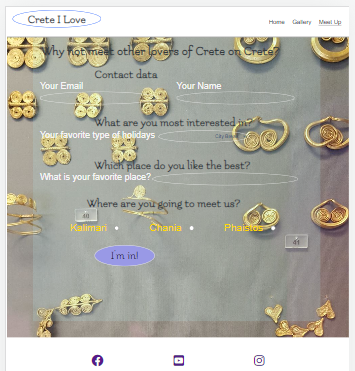 Crete I Love
Home Gallery Meet Up
Why not meet other lovers of Crete on Crete?
Contact data
Your Email Your Name
What are you most interested in?
Your favorite type of holidays
Which place do you like the best?
What is your favorite place?
Where are you going to meet us?
Kalimari Chania Phaistos
I'm in!